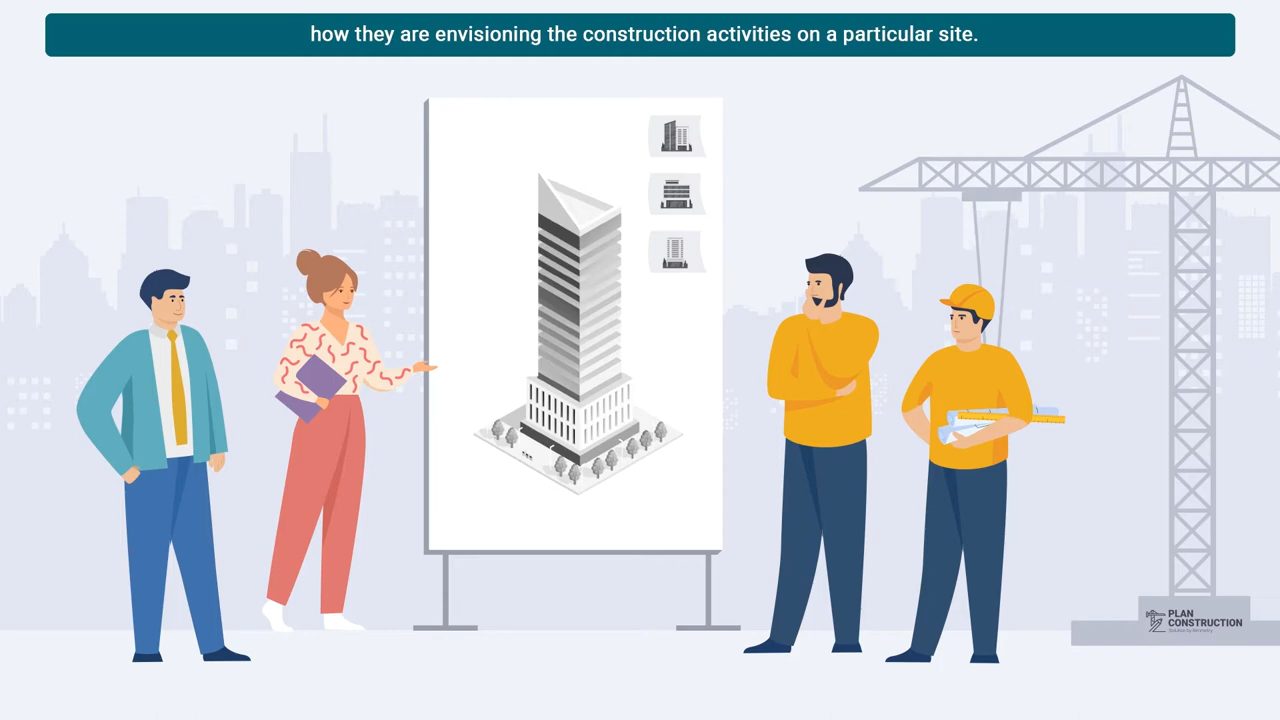 how they are envisioning the construction activities on a particular site.
PLAN
CONSTRUCTION